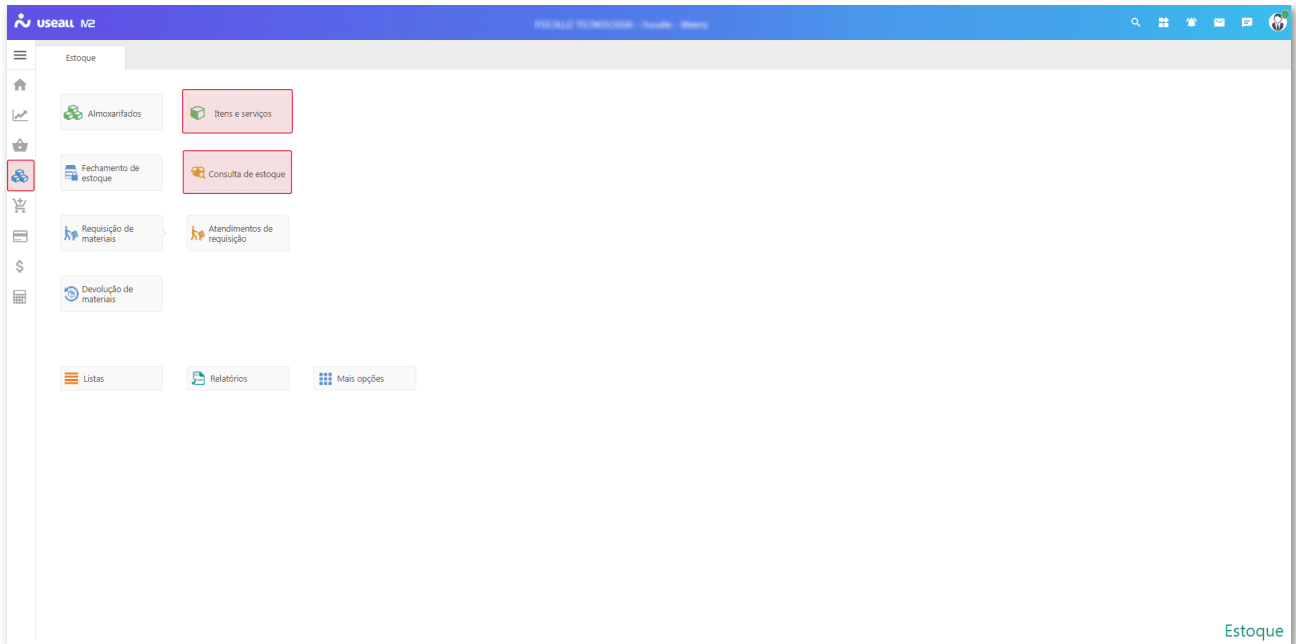 useall M2
Estoque
Almoxarifados
Itens e serviços
Fechamento de
estoque
Consulta de estoque
Requisição de
materiais
Atendimentos de
requisição
Devolução de
materiais
Listas
Relatórios
Mais opções
Estoque